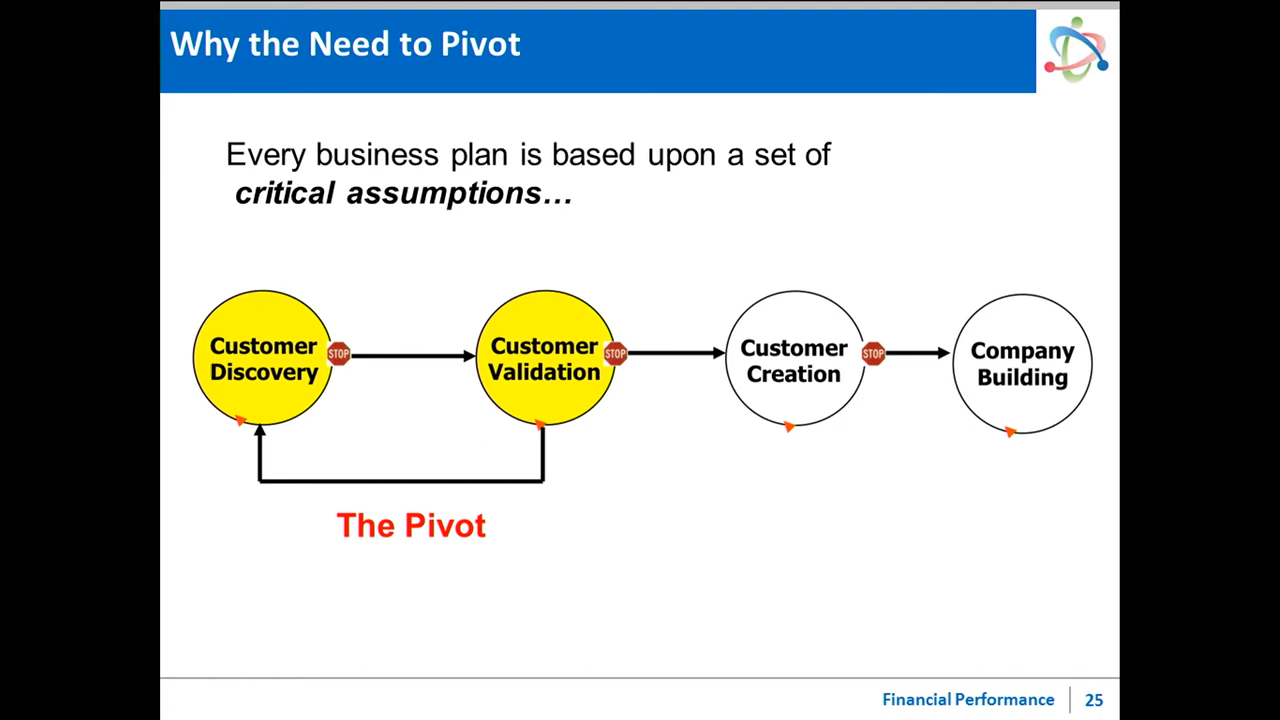 Why the Need to Pivot
Every business plan is based upon a set of
critical assumptions…
Customer
Discovery
STOP
Customer
Validation
STOP
Customer
Creation
STOP
Company
Building
The Pivot
Financial Performance
25